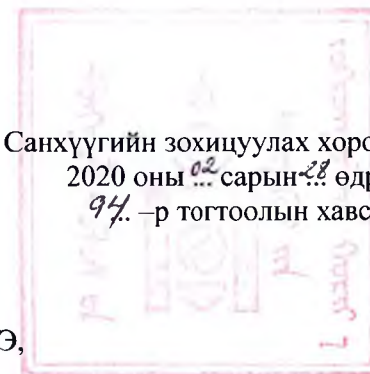 Санхүүгийн зохицуулах хоро
2020 оны 02 сарын 28 өдр
94. –р тогтоолын хавс
Э,